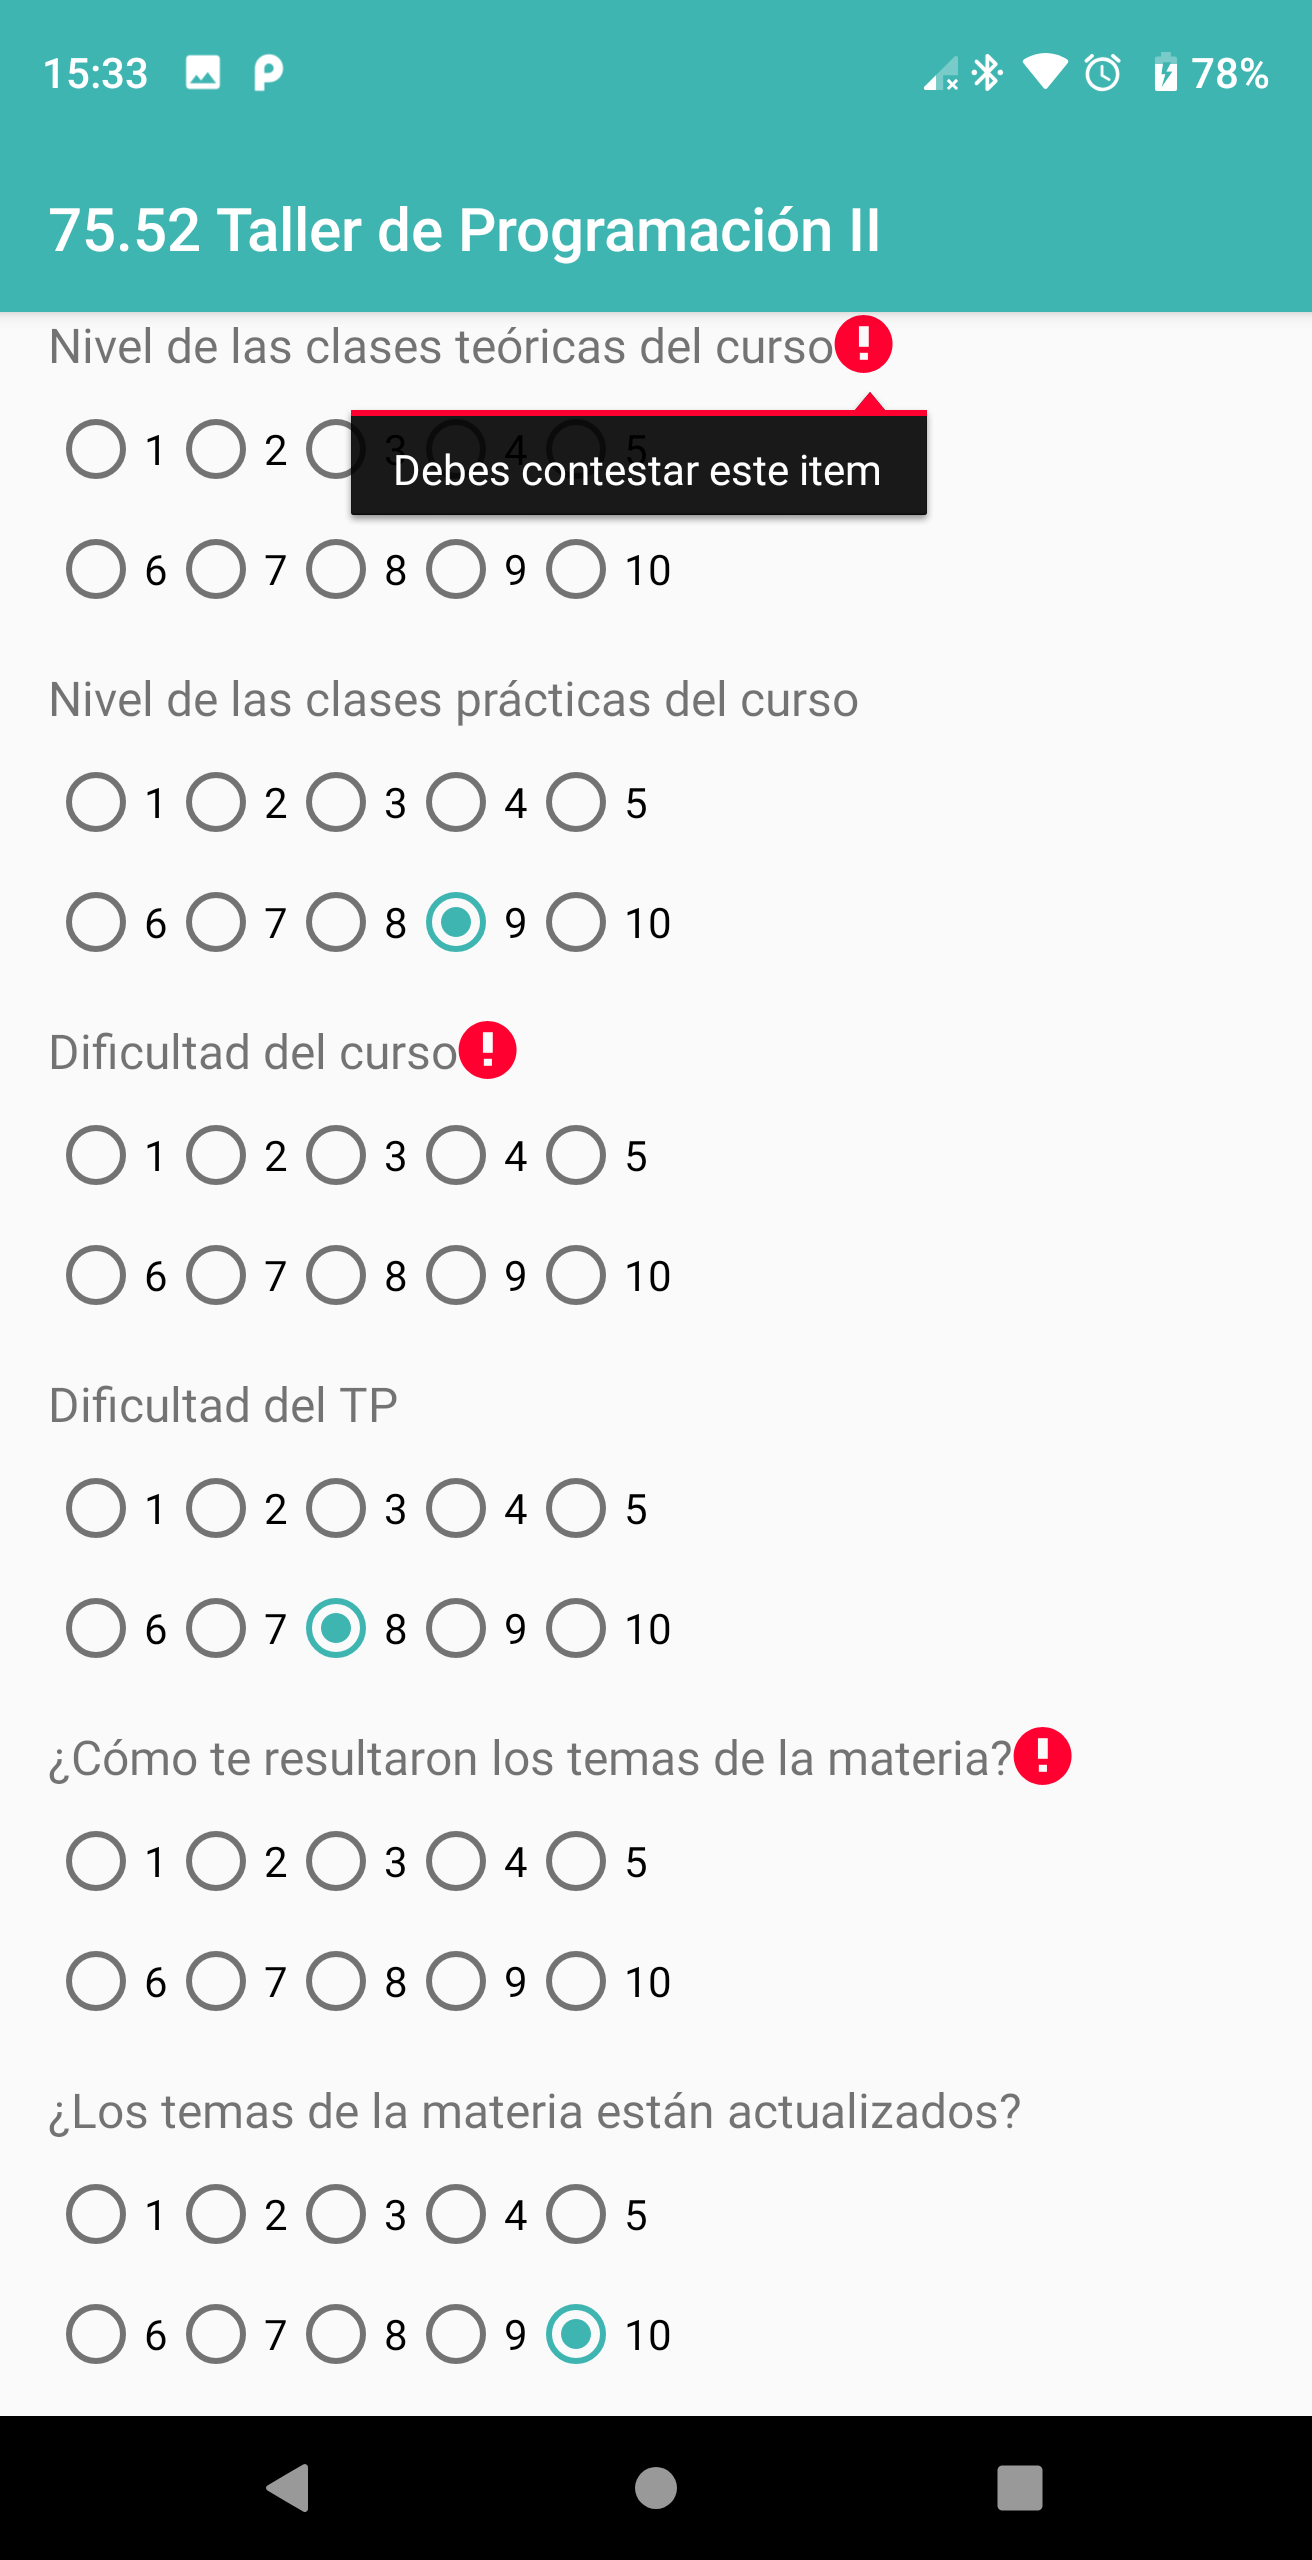 15:33 78%
75.52 Taller de Programación II
Nivel de las clases teóricas del curso
1 2 3 4 5
Debes contestar este item
6 7 8 9 10
Nivel de las clases prácticas del curso
1 2 3 4 5
6 7 8 9 10
Dificultad del curso
1 2 3 4 5
6 7 8 9 10
Dificultad del TP
1 2 3 4 5
6 7 8 9 10
¿Cómo te resultaron los temas de la materia?
1 2 3 4 5
6 7 8 9 10
¿Los temas de la materia están actualizados?
1 2 3 4 5
6 7 8 9 10